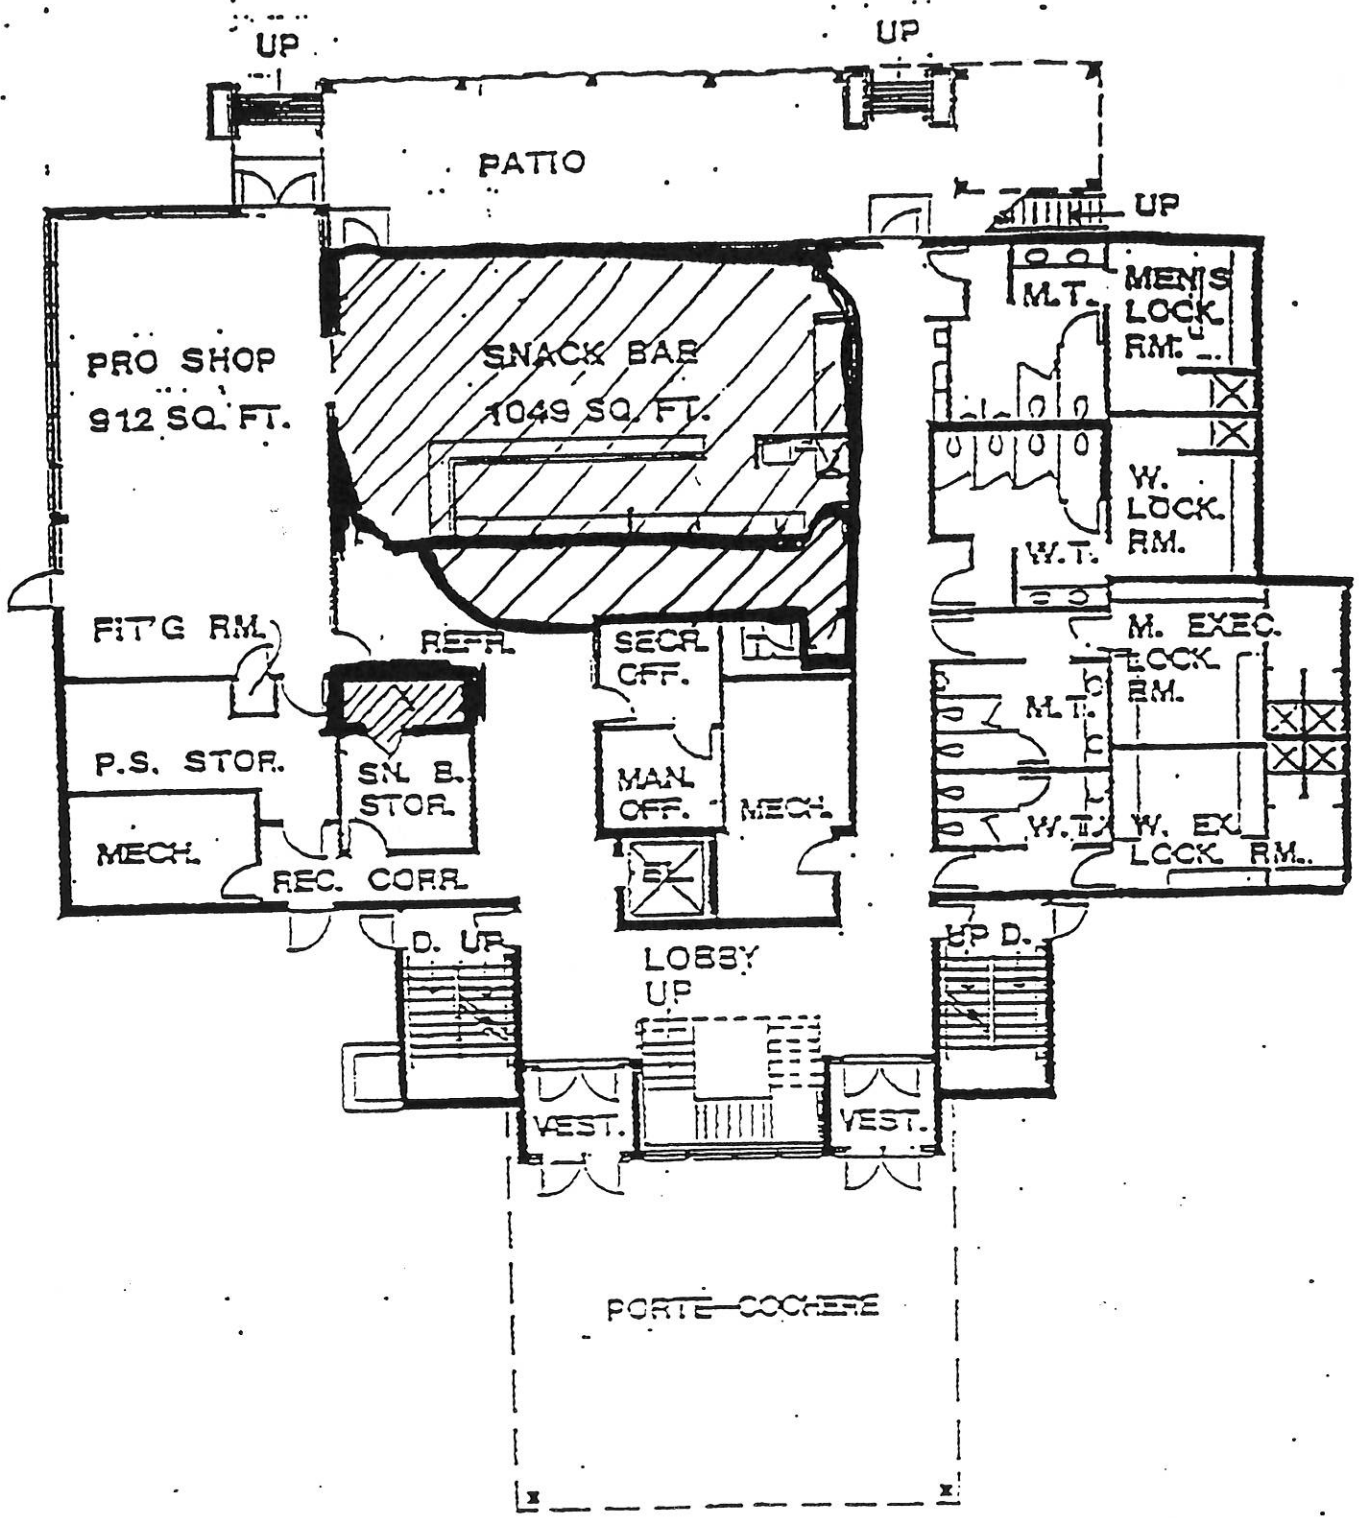 UP
UP
PATIO
UP
MEN'S
LOCK.
RM.
M.T.
PRO SHOP
912 SQ. FT.
SNACK BAR
1049 SQ. FT.
W.
LOCK.
RM.
W.T.
FIT'G RM.
REFR.
SECR.
OFF.
T
M. EXEC.
LOCK.
RM.
M.T.
P.S. STOR.
SN. B.
STOR.
MAN.
OFF.
MECH.
W.T.
W. EX.
LOCK. RM.
MECH.
REC. CORR.
EL
D. UP
UP D.
LOBBY
UP
VEST.
VEST.
PORTE-COCHERE